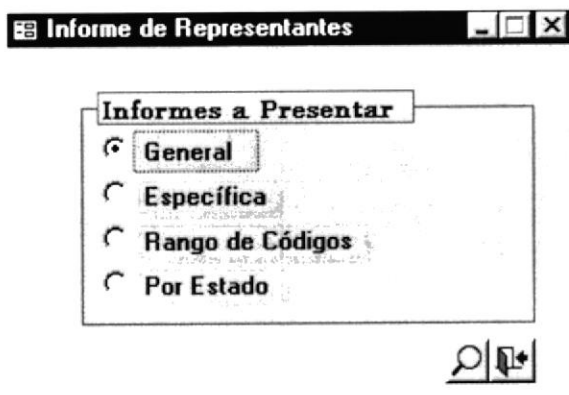 Informe de Representantes
Informes a Presentar
General
Específica
Rango de Códigos
Por Estado